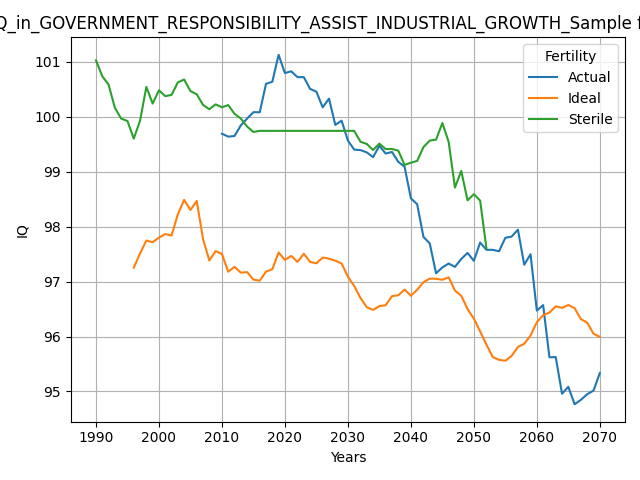 Q_in_GOVERNMENT_RESPONSIBILITY_ASSIST_INDUSTRIAL_GROWTH_Sample f
Fertility
Actual
Ideal
Sterile
IQ
101
100
99
98
97
96
95
1990 2000 2010 2020 2030 2040 2050 2060 2070
Years